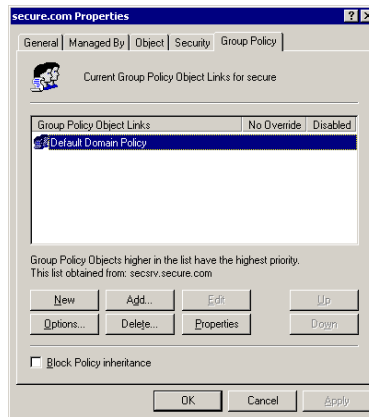 secure.com Properties
General Managed By Object Security Group Policy
Current Group Policy Object Links for secure
Group Policy Object Links No Override Disabled
Default Domain Policy
Group Policy Objects higher in the list have the highest priority.
This list obtained from: secsrv.secure.com
New Add... Edit Up
Options... Delete... Properties Down
Block Policy inheritance
OK Cancel Apply